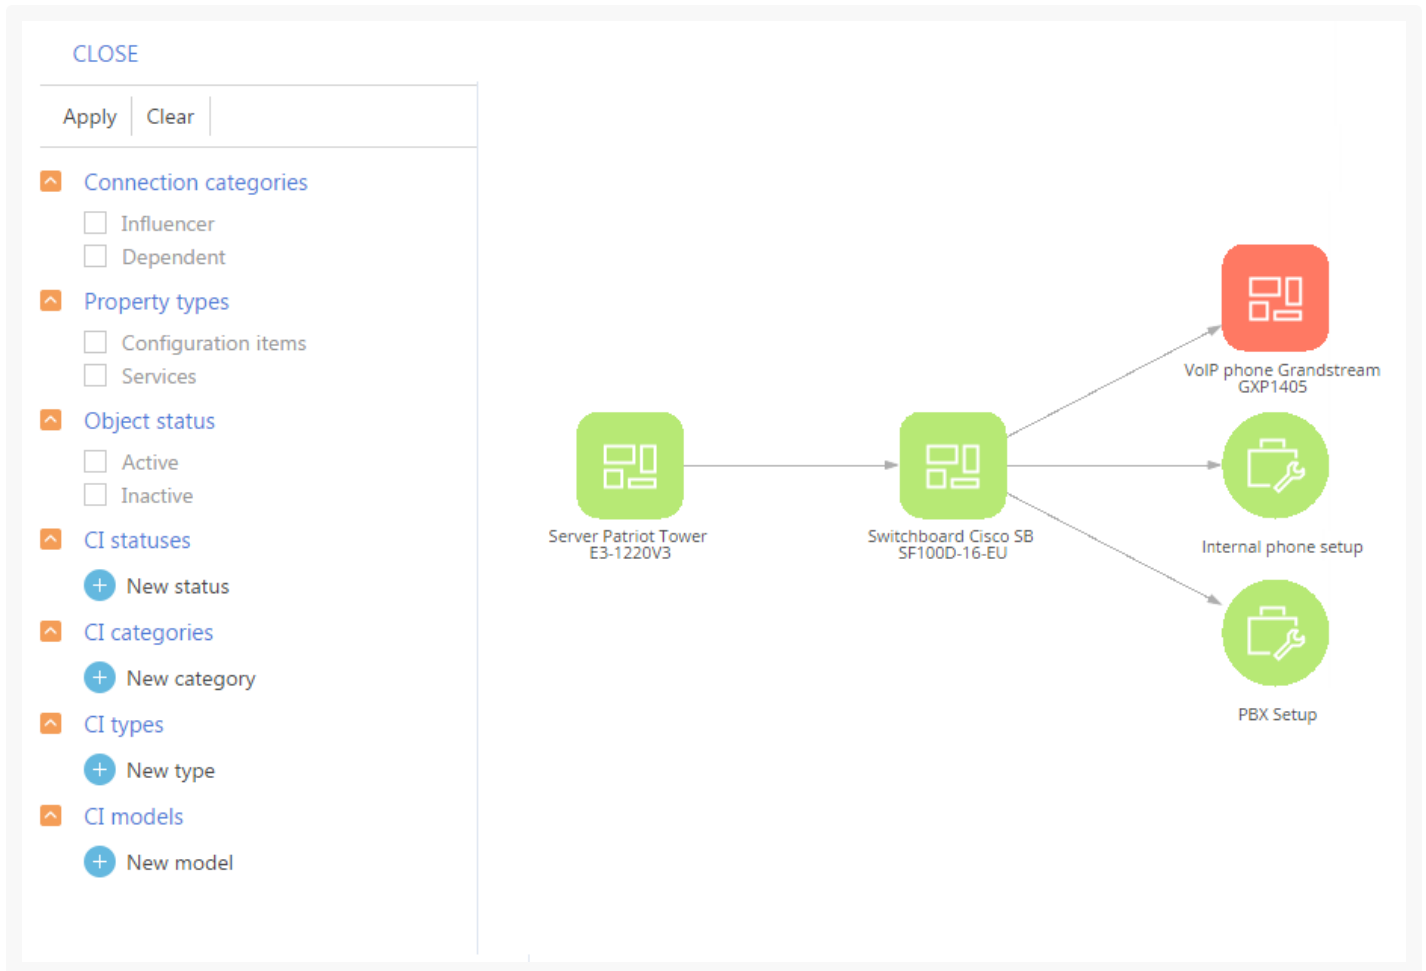 CLOSE
Apply
Clear
Connection categories
Influencer
Dependent
Property types
Configuration items
Services
Object status
Active
Inactive
CI statuses
New status
CI categories
New category
CI types
New type
CI models
New model
Server Patriot Tower
E3-1220V3
Switchboard Cisco SB
SF100D-16-EU
VoIP phone Grandstream
GXP1405
Internal phone setup
PBX Setup